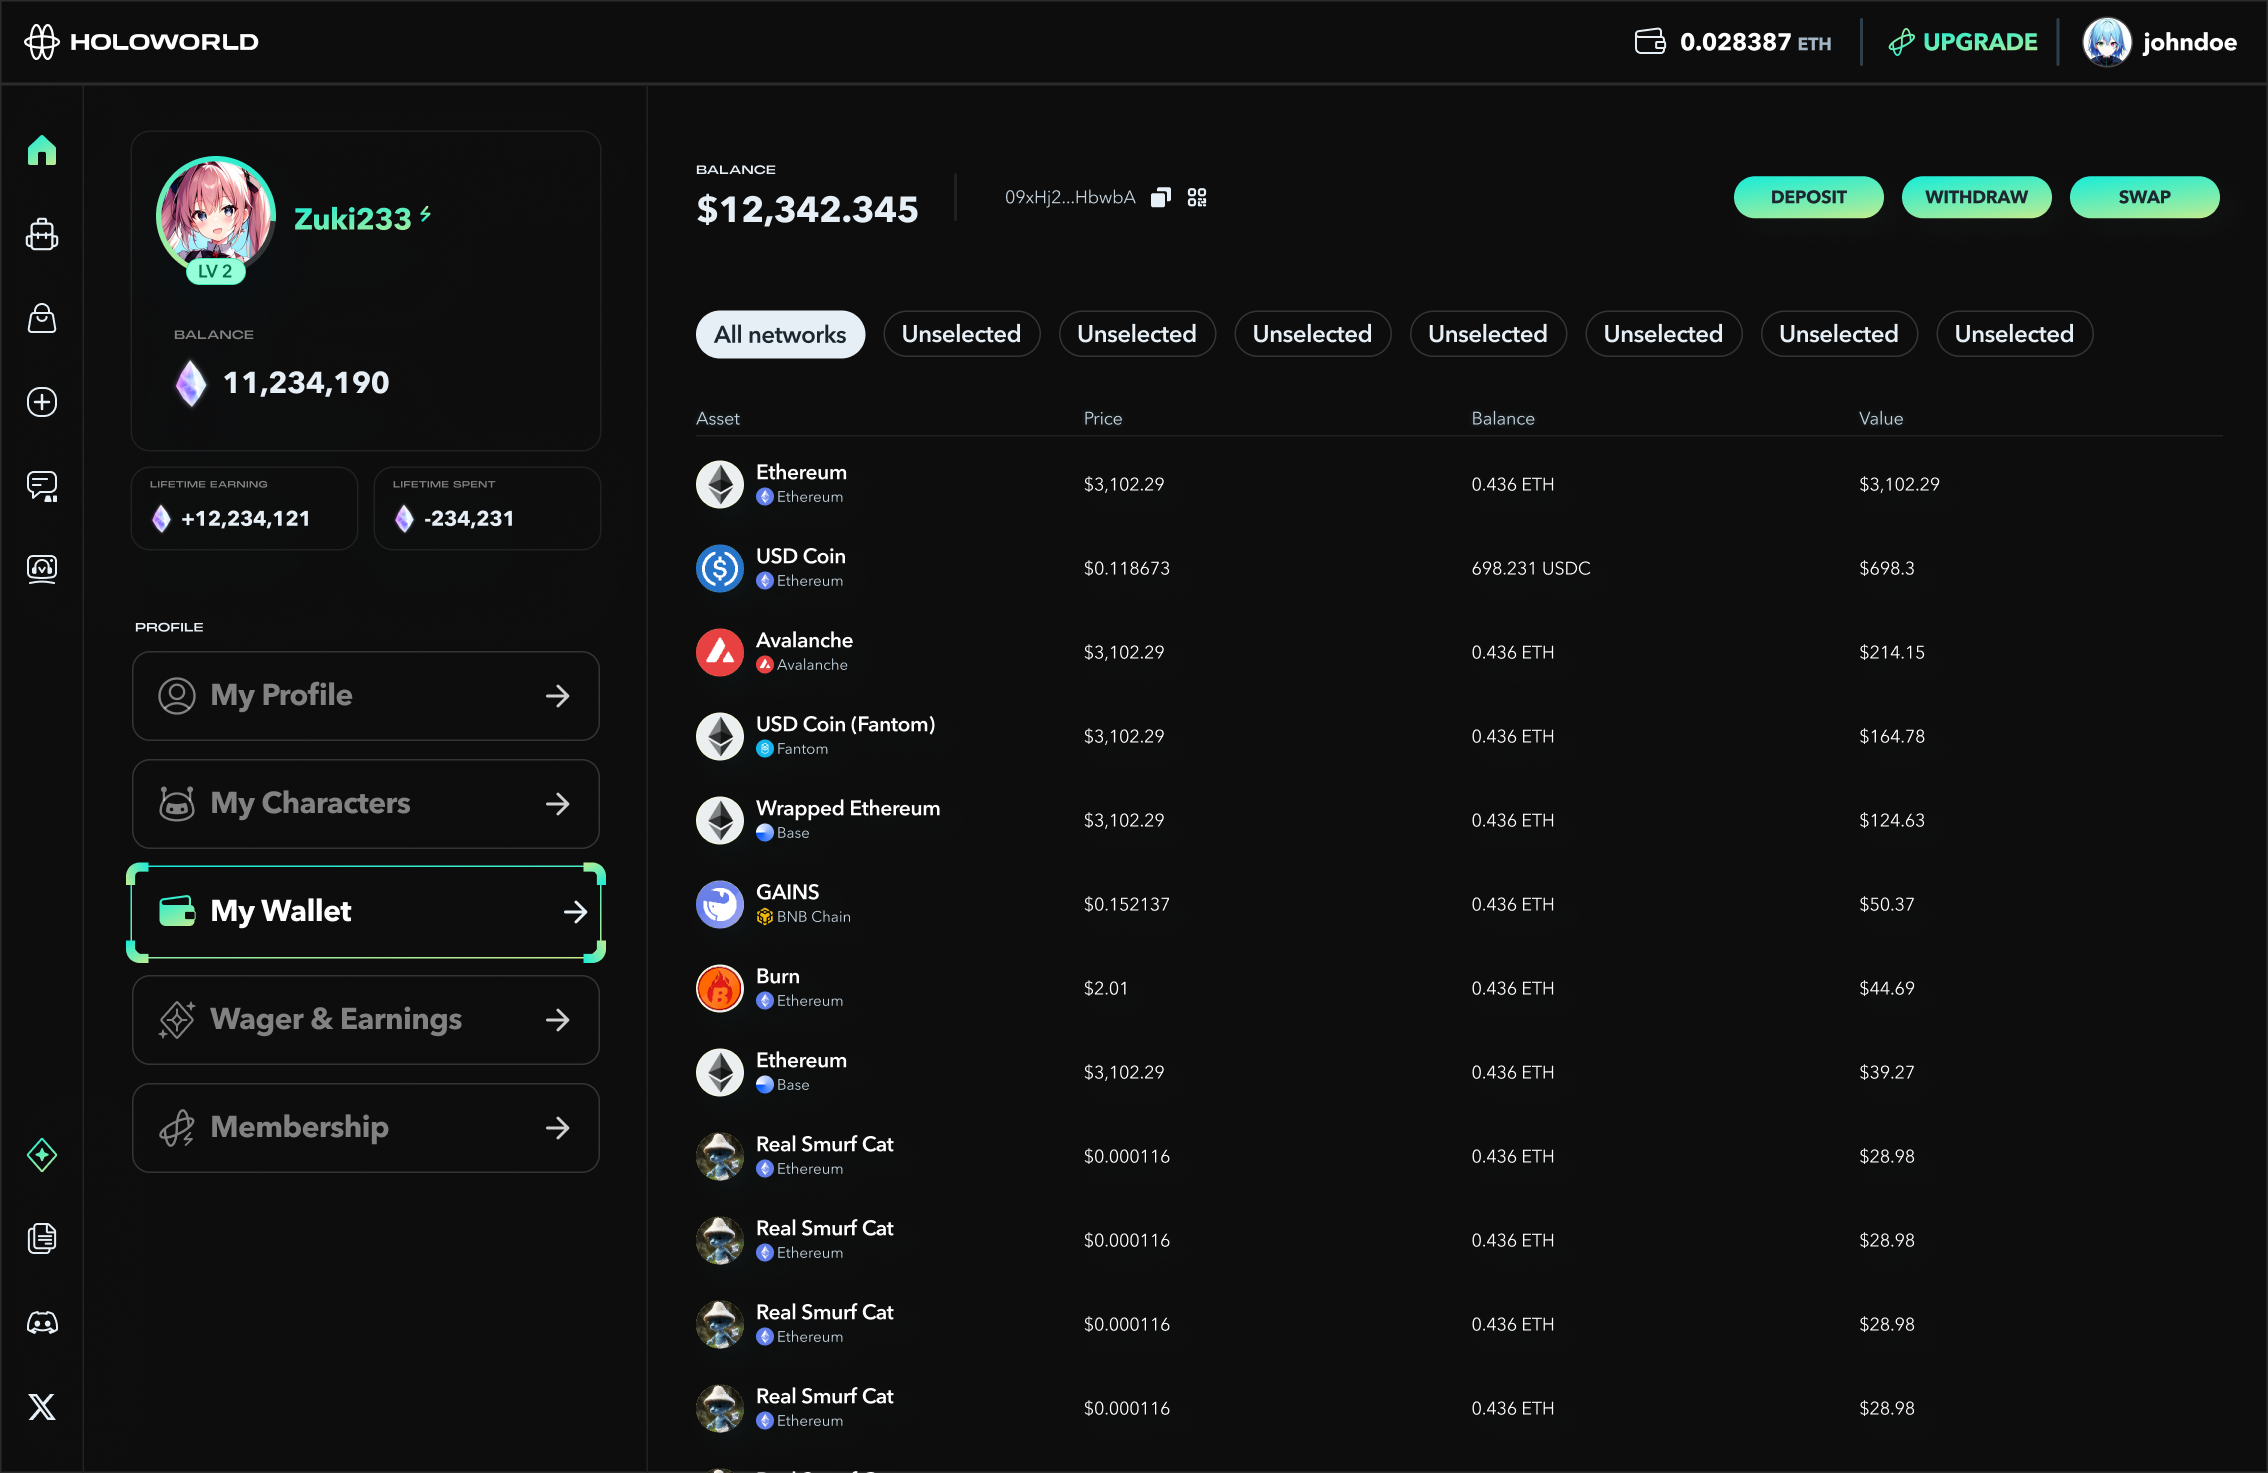 HOLOWORLD
0.028387 ETH
UPGRADE
johndoe
Zuki233
LV 2
BALANCE
11,234,190
LIFETIME EARNING
+12,234,121
LIFETIME SPENT
-234,231
PROFILE
My Profile
My Characters
My Wallet
Wager & Earnings
Membership
BALANCE
$12,342.345
09xHj2...HbwbA
DEPOSIT
WITHDRAW
SWAP
All networks
Unselected
Unselected
Unselected
Unselected
Unselected
Unselected
Unselected
Asset Price Balance Value
Ethereum
Ethereum
$3,102.29
0.436 ETH
$3,102.29
USD Coin
Ethereum
$0.118673
698.231 USDC
$698.3
Avalanche
Avalanche
$3,102.29
0.436 ETH
$214.15
USD Coin (Fantom)
Fantom
$3,102.29
0.436 ETH
$164.78
Wrapped Ethereum
Base
$3,102.29
0.436 ETH
$124.63
GAINS
BNB Chain
$0.152137
0.436 ETH
$50.37
Burn
Ethereum
$2.01
0.436 ETH
$44.69
Ethereum
Base
$3,102.29
0.436 ETH
$39.27
Real Smurf Cat
Ethereum
$0.000116
0.436 ETH
$28.98
Real Smurf Cat
Ethereum
$0.000116
0.436 ETH
$28.98
Real Smurf Cat
Ethereum
$0.000116
0.436 ETH
$28.98
Real Smurf Cat
Ethereum
$0.000116
0.436 ETH
$28.98